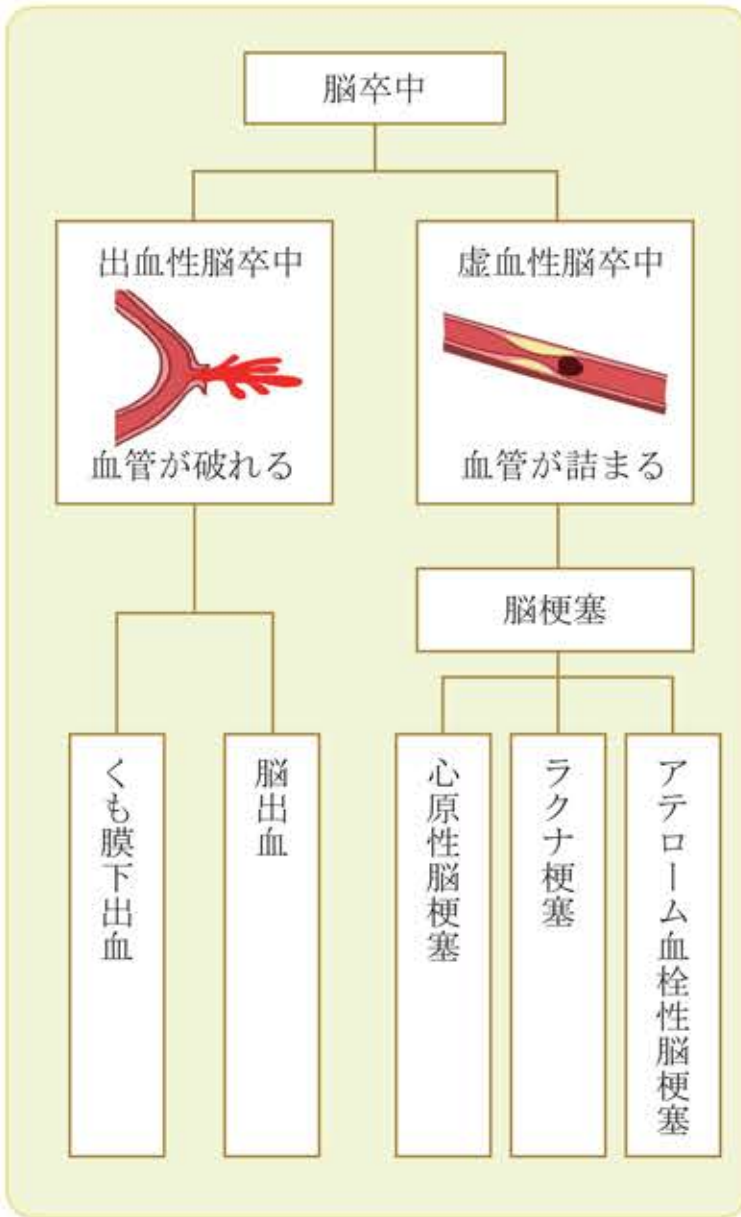 脳卒中
出血性脳卒中
血管が破れる
虚血性脳卒中
血管が詰まる
脳梗塞
くも膜下出血
脳出血
心原性脳梗塞
ラクナ梗塞
アテローム血栓性脳梗塞